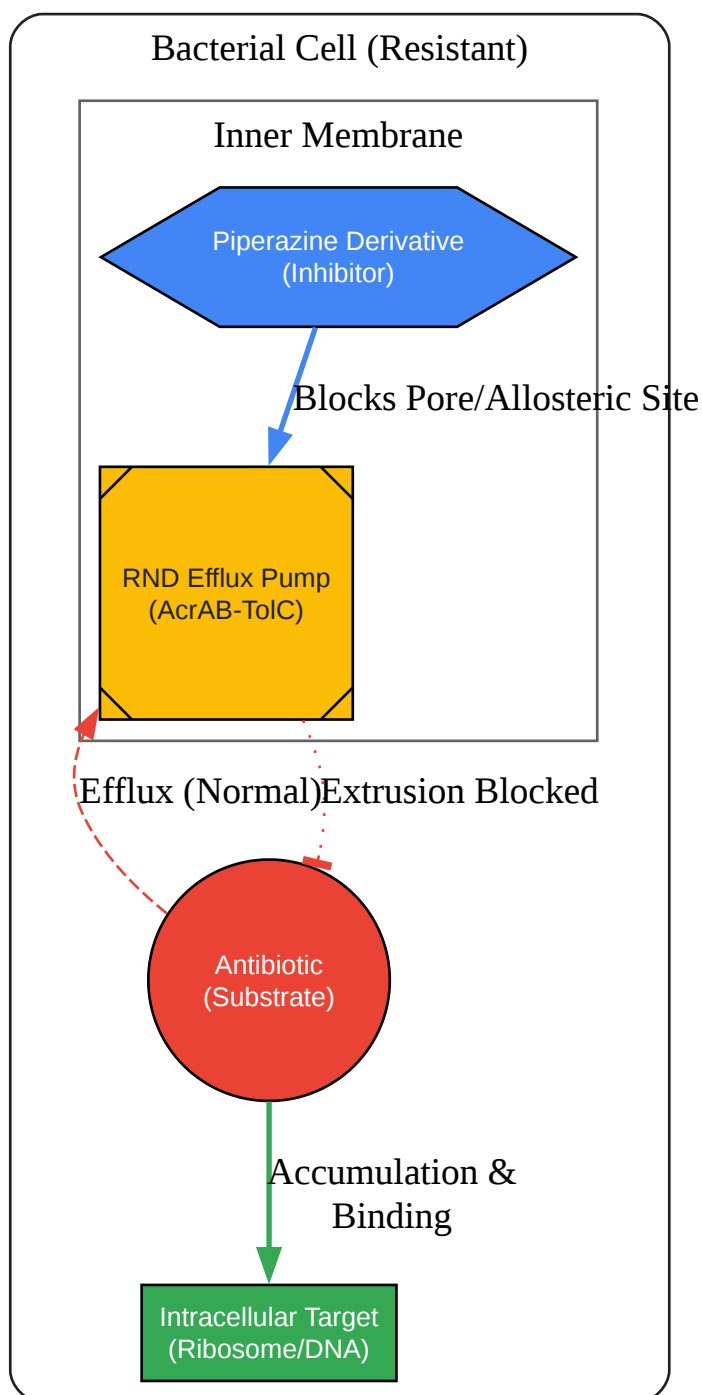 Bacterial Cell (Resistant)
Inner Membrane
Piperazine Derivative
(Inhibitor)
Blocks Pore/Allosteric Site
RND Efflux Pump
(AcrAB-TolC)
Efflux (Normal)
Extrusion Blocked
Antibiotic
(Substrate)
Accumulation &
Binding
Intracellular Target
(Ribosome/DNA)